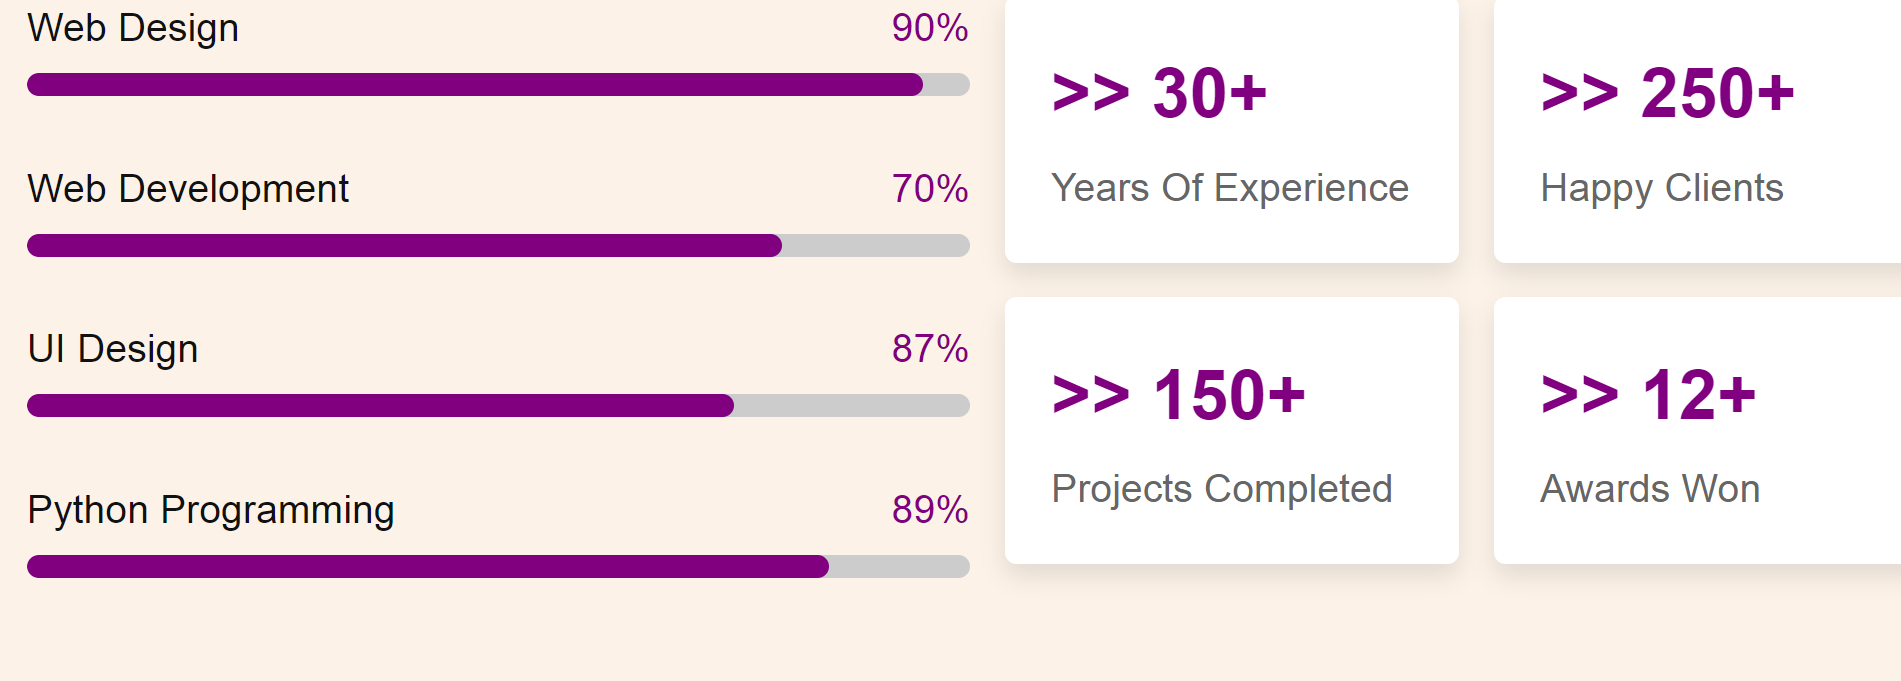 Web Design 90%
Web Development 70%
UI Design 87%
Python Programming 89%
>> 30+
Years Of Experience
>> 250+
Happy Clients
>> 150+
Projects Completed
>> 12+
Awards Won